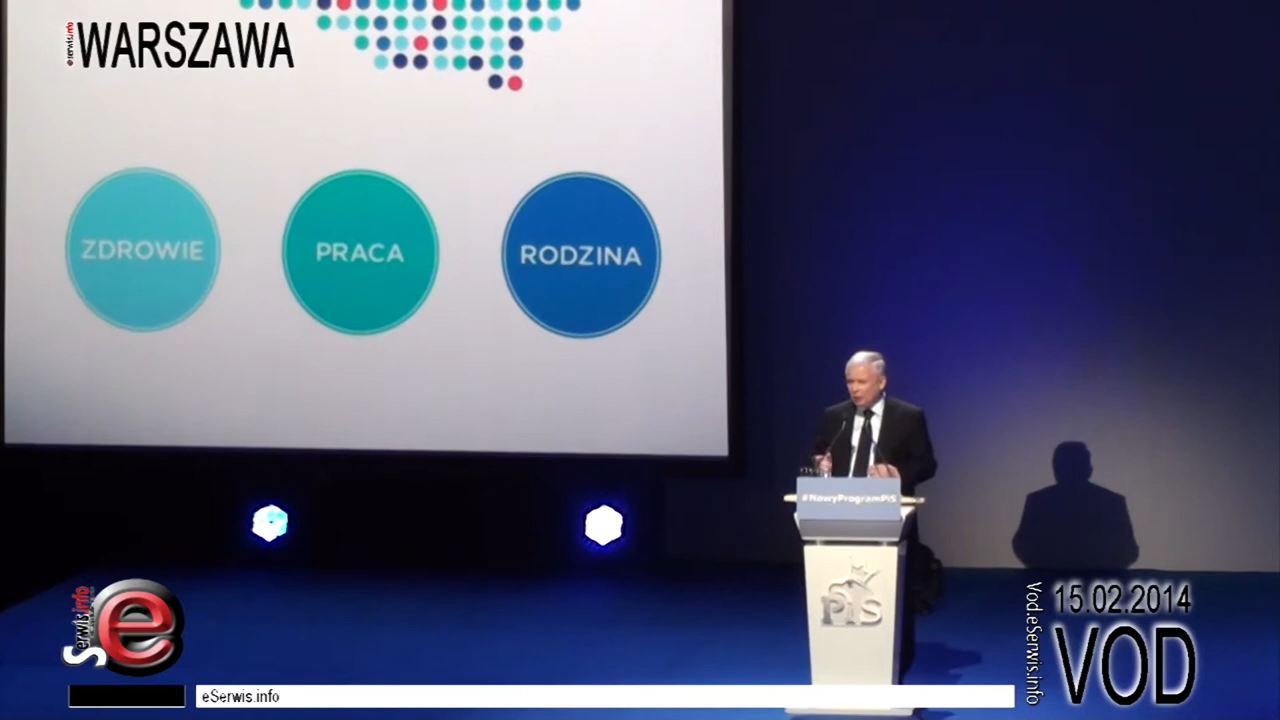 eserwis.info
WARSZAWA
ZDROWIE
PRACA
RODZINA
#NowyProgramPiS
PiS
e
eSerwis.info
15.02.2014
VOD
Vod.eSerwis.info
eSerwis.info